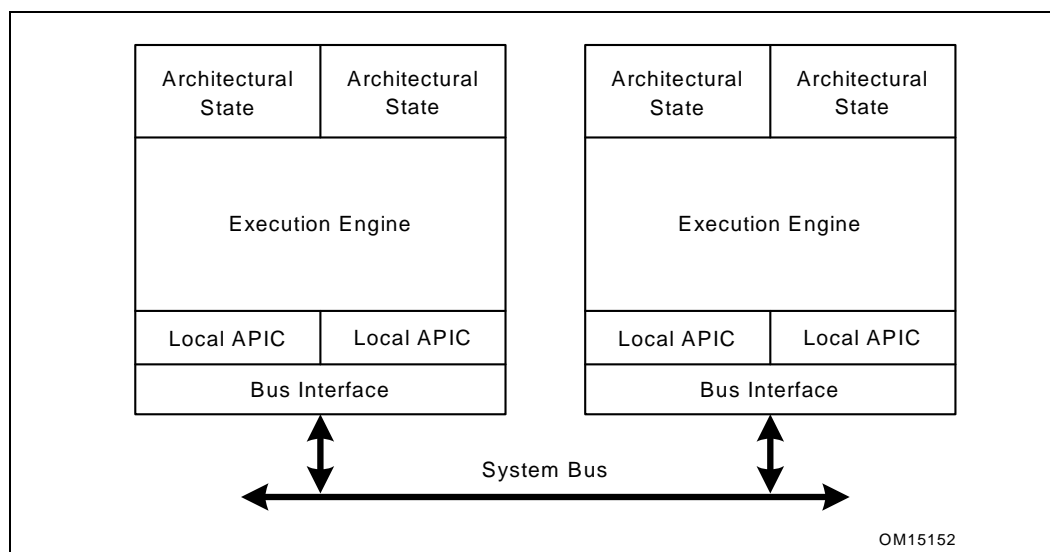 Architectural State
Architectural State
Architectural State
Architectural State
Execution Engine
Execution Engine
Local APIC
Local APIC
Local APIC
Local APIC
Bus Interface
Bus Interface
System Bus
OM15152